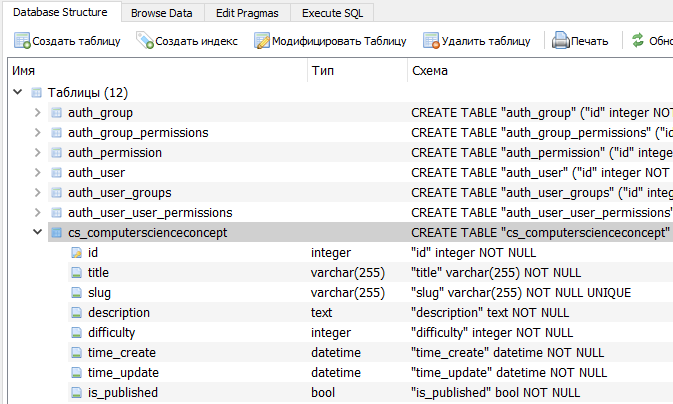 Database Structure Browse Data Edit Pragmas Execute SQL
Создать таблицу Создать индекс Модифицировать Таблицу Удалить таблицу Печать Обно
Имя Тип Схема
Таблицы (12)
auth_group CREATE TABLE "auth_group" ("id" integer NOT
auth_group_permissions CREATE TABLE "auth_group_permissions" ("id
auth_permission CREATE TABLE "auth_permission" ("id" intege
auth_user CREATE TABLE "auth_user" ("id" integer NOT
auth_user_groups CREATE TABLE "auth_user_groups" ("id" inte
auth_user_user_permissions CREATE TABLE "auth_user_user_permissions"
cs_computerscienceconcept CREATE TABLE "cs_computerscienceconcept"
id integer "id" integer NOT NULL
title varchar(255) "title" varchar(255) NOT NULL
slug varchar(255) "slug" varchar(255) NOT NULL UNIQUE
description text "description" text NOT NULL
difficulty integer "difficulty" integer NOT NULL
time_create datetime "time_create" datetime NOT NULL
time_update datetime "time_update" datetime NOT NULL
is_published bool "is_published" bool NOT NULL